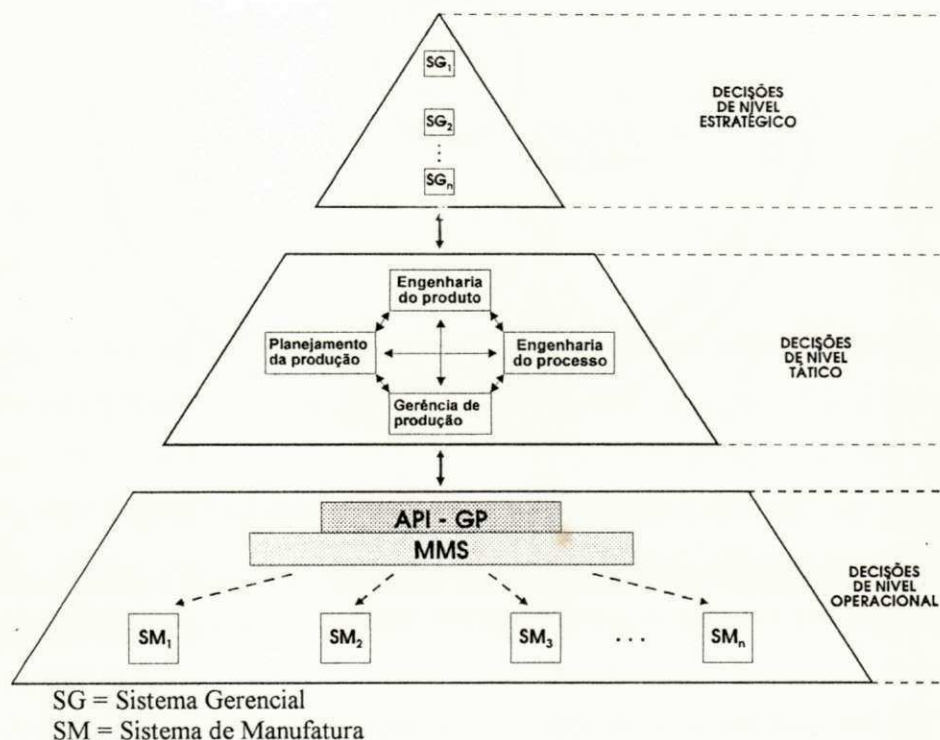 SG₁
SG₂
SGₙ
DECISÕES
DE NÍVEL
ESTRATÉGICO
Engenharia
do produto
Planejamento
da produção
Engenharia
do processo
Gerência de
produção
DECISÕES
DE NÍVEL
TÁTICO
API - GP
MMS
SM₁
SM₂
SM₃
. . .
SMₙ
DECISÕES
DE NÍVEL
OPERACIONAL
SG = Sistema Gerencial
SM = Sistema de Manufatura